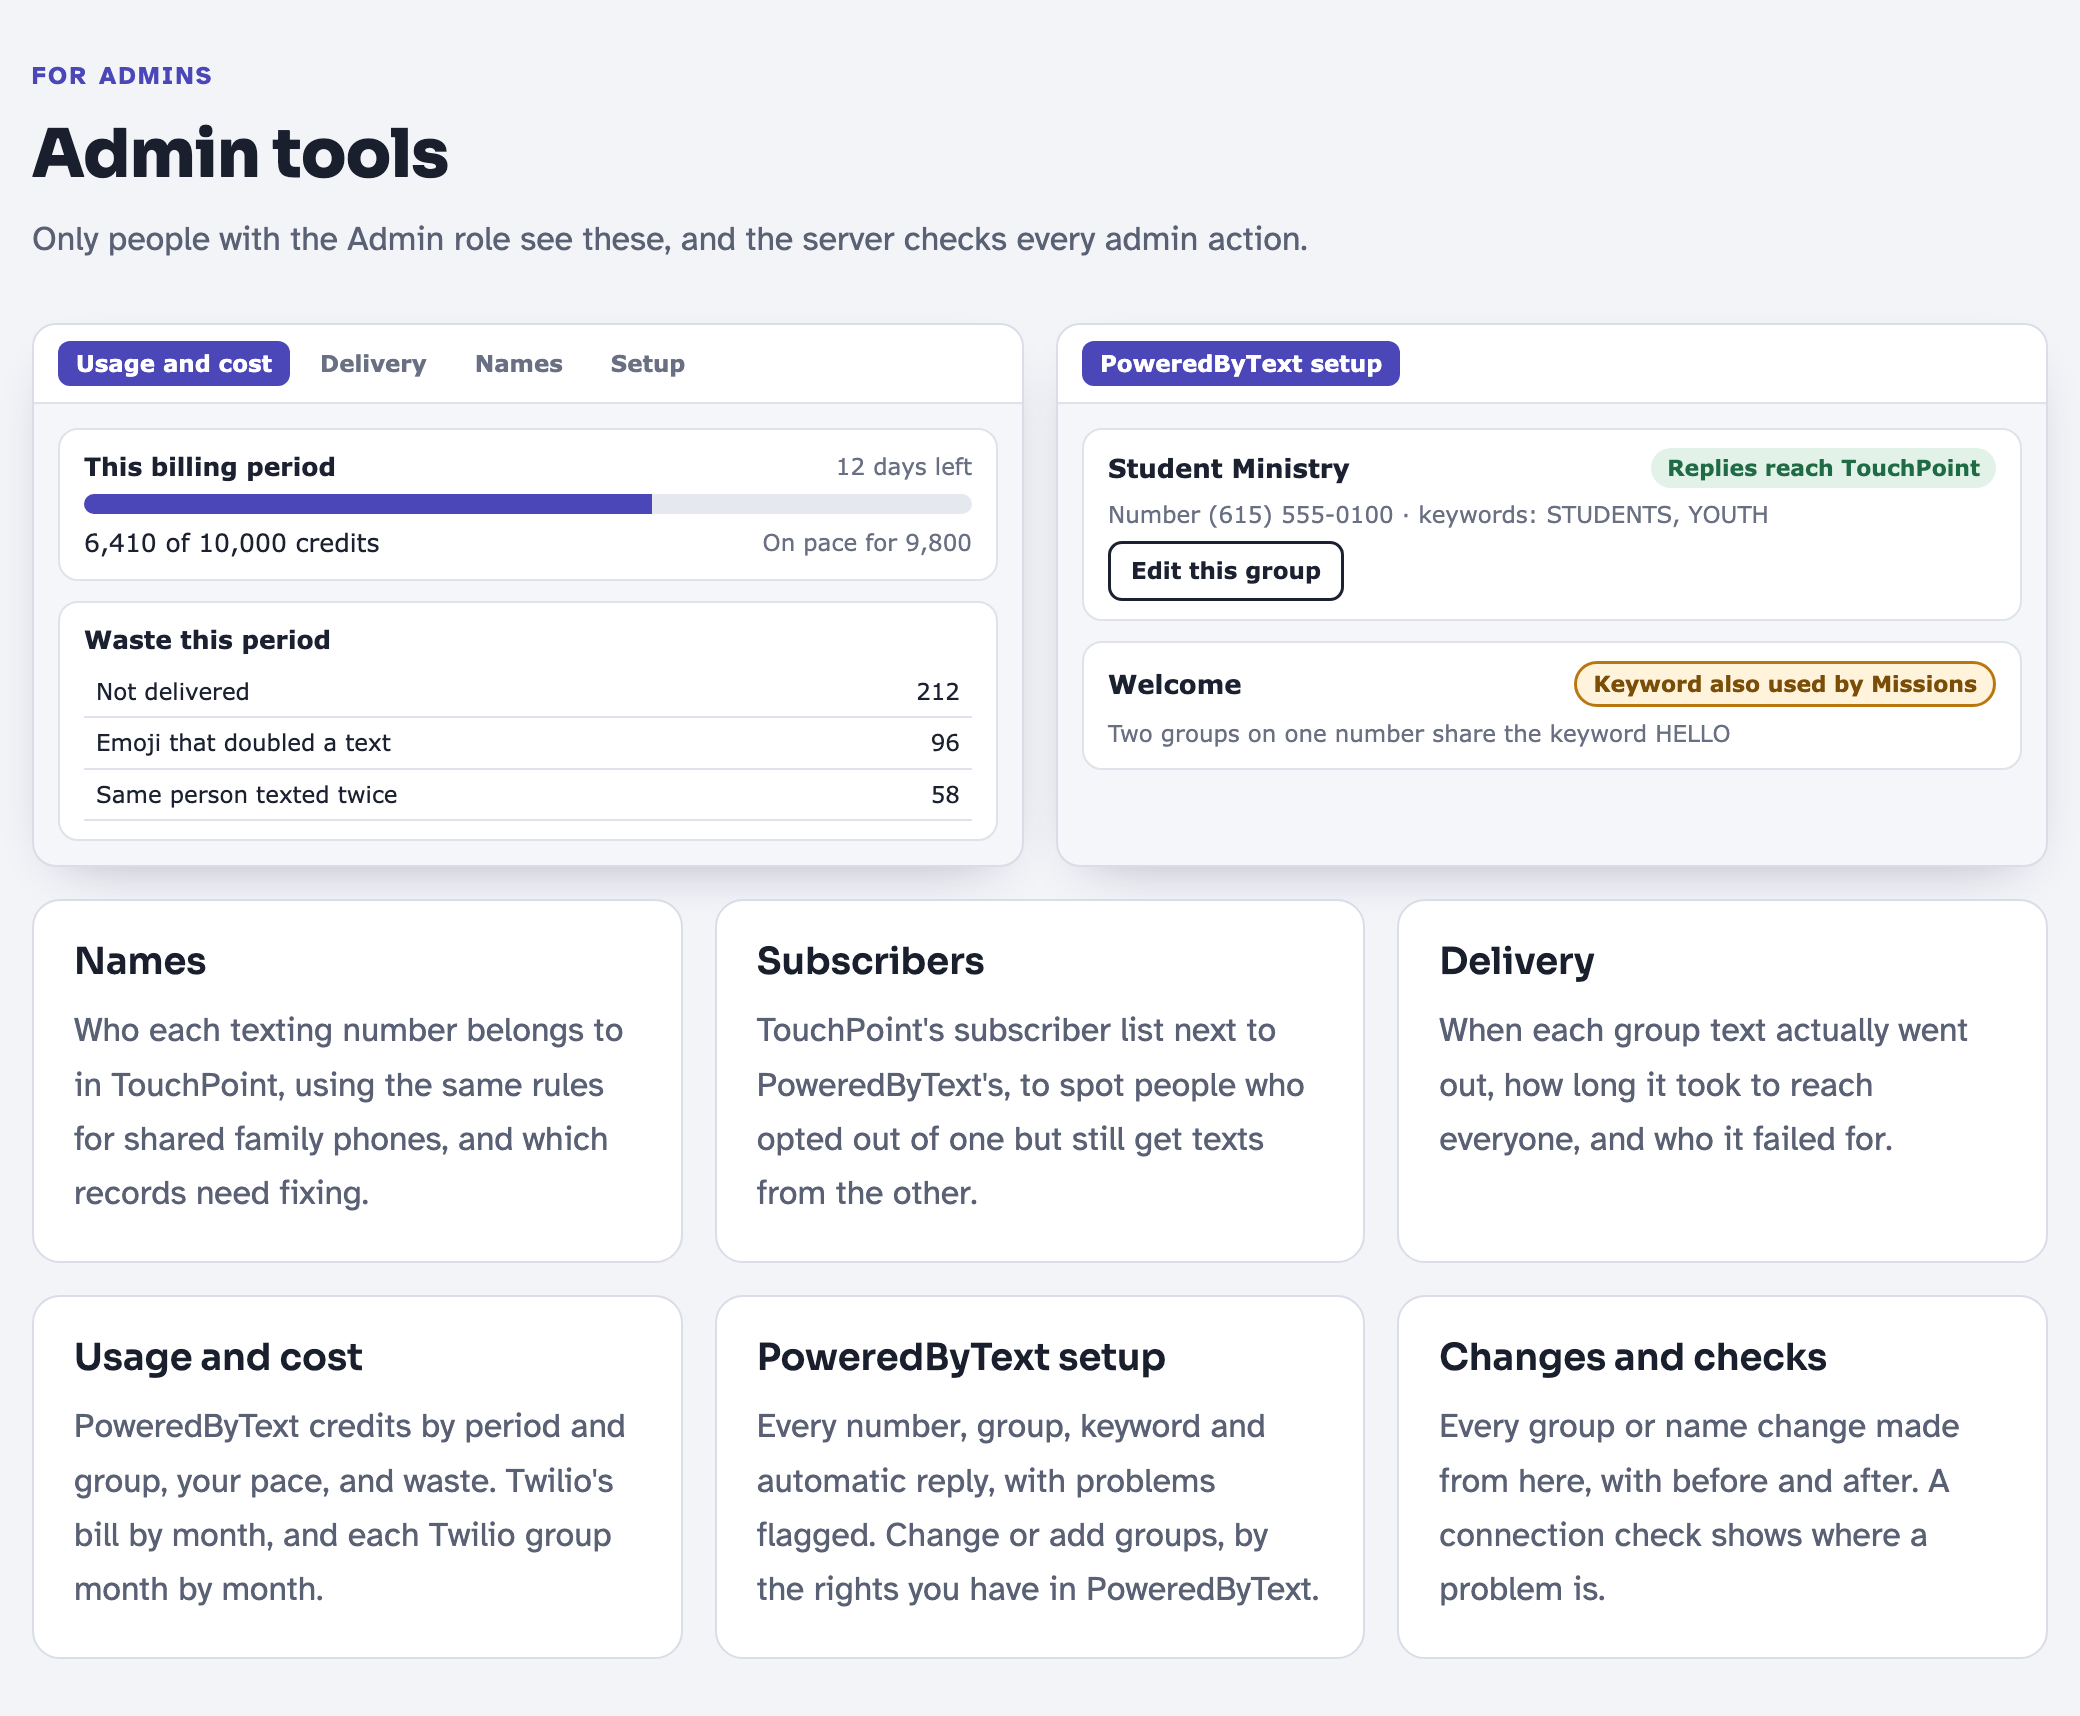 FOR ADMINS
Admin tools
Only people with the Admin role see these, and the server checks every admin action.
Usage and cost Delivery Names Setup
This billing period 12 days left
6,410 of 10,000 credits On pace for 9,800
Waste this period
Not delivered 212
Emoji that doubled a text 96
Same person texted twice 58
PoweredByText setup
Student Ministry Replies reach TouchPoint
Number (615) 555-0100 · keywords: STUDENTS, YOUTH
Edit this group
Welcome Keyword also used by Missions
Two groups on one number share the keyword HELLO
Names
Who each texting number belongs to
in TouchPoint, using the same rules
for shared family phones, and which
records need fixing.
Subscribers
TouchPoint's subscriber list next to
PoweredByText's, to spot people who
opted out of one but still get texts
from the other.
Delivery
When each group text actually went
out, how long it took to reach
everyone, and who it failed for.
Usage and cost
PoweredByText credits by period and
group, your pace, and waste. Twilio's
bill by month, and each Twilio group
month by month.
PoweredByText setup
Every number, group, keyword and
automatic reply, with problems
flagged. Change or add groups, by
the rights you have in PoweredByText.
Changes and checks
Every group or name change made
from here, with before and after. A
connection check shows where a
problem is.